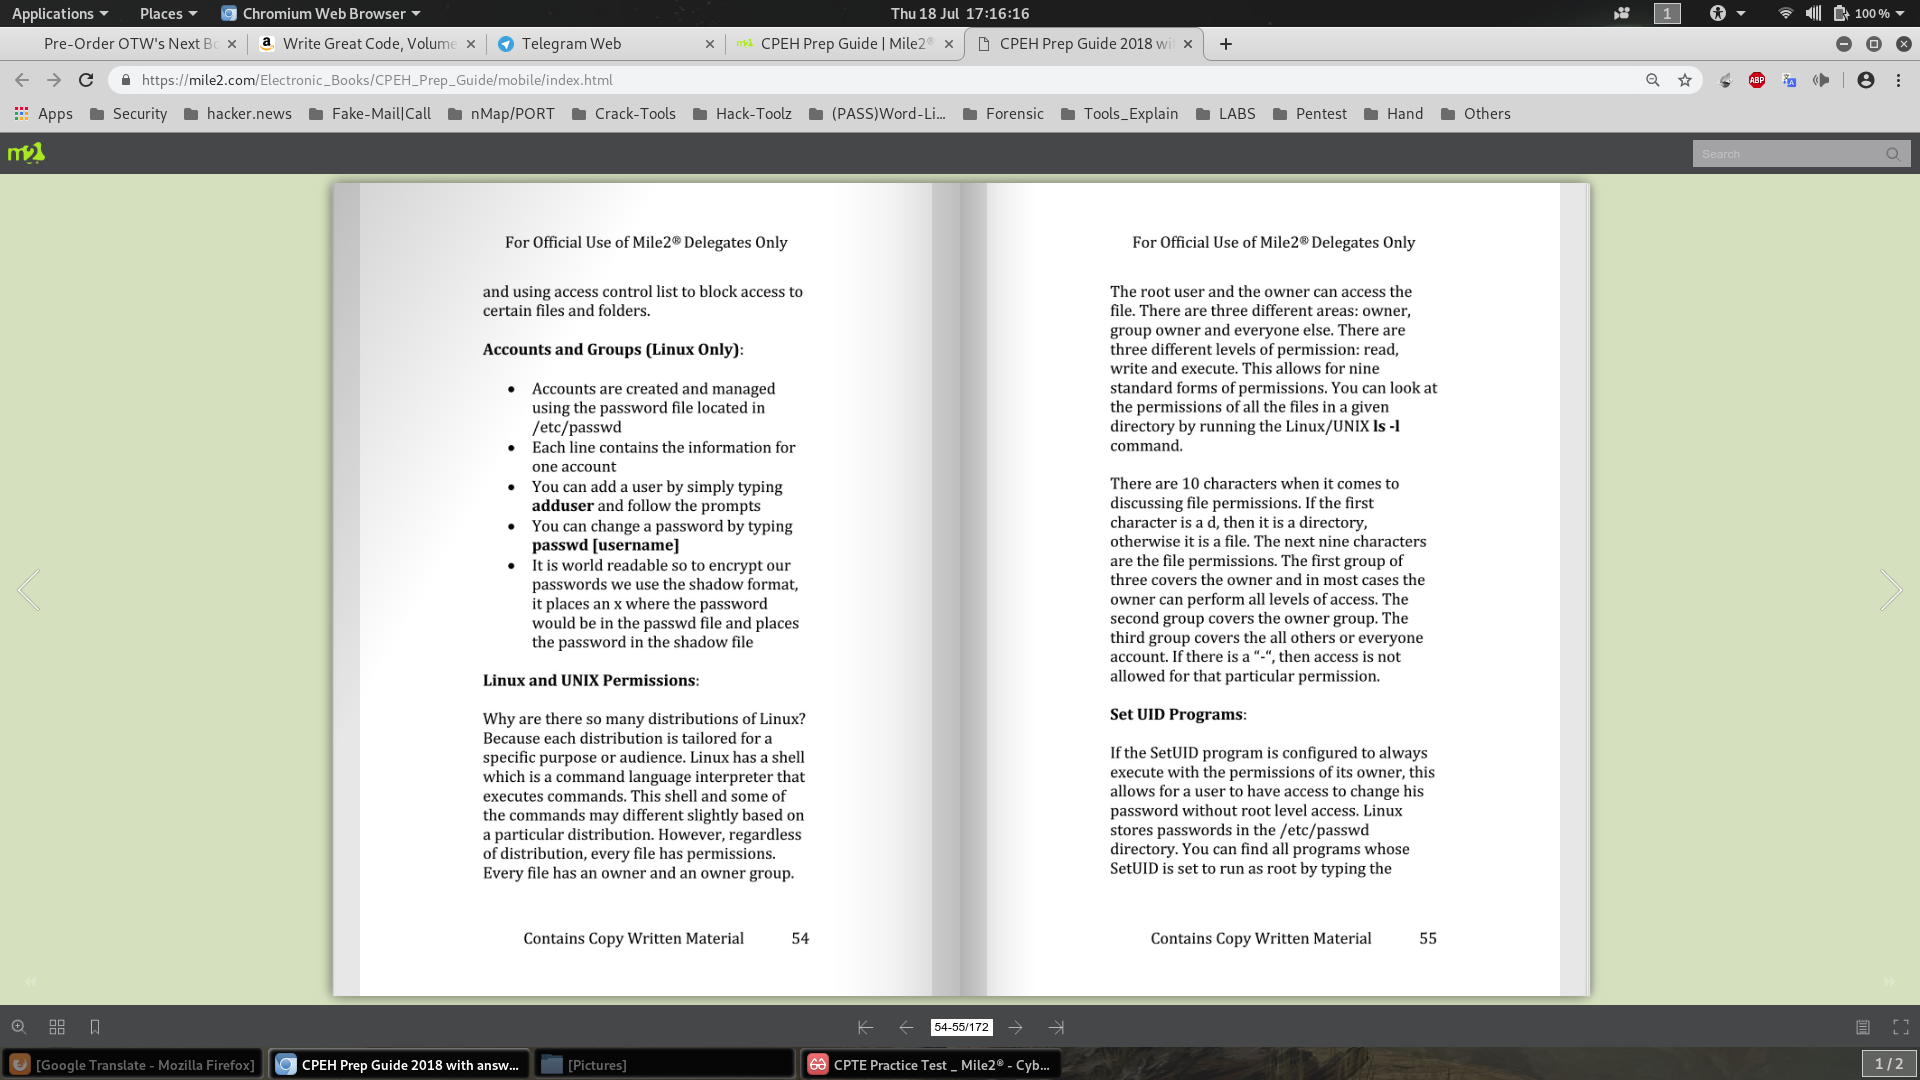 Applications Places Chromium Web Browser Thu 18 Jul 17:16:16 1 100 %
Pre-Order OTW's Next Bo Write Great Code, Volume Telegram Web CPEH Prep Guide | Mile2® CPEH Prep Guide 2018 wi
https://mile2.com/Electronic_Books/CPEH_Prep_Guide/mobile/index.html ABP
Apps Security hacker.news Fake-Mail|Call nMap/PORT Crack-Tools Hack-Toolz (PASS)Word-Li... Forensic Tools_Explain LABS Pentest Hand Others
m2 Search
For Official Use of Mile2® Delegates Only
and using access control list to block access to
certain files and folders.
Accounts and Groups (Linux Only):
• Accounts are created and managed
using the password file located in
/etc/passwd
• Each line contains the information for
one account
• You can add a user by simply typing
adduser and follow the prompts
• You can change a password by typing
passwd [username]
• It is world readable so to encrypt our
passwords we use the shadow format,
it places an x where the password
would be in the passwd file and places
the password in the shadow file
Linux and UNIX Permissions:
Why are there so many distributions of Linux?
Because each distribution is tailored for a
specific purpose or audience. Linux has a shell
which is a command language interpreter that
executes commands. This shell and some of
the commands may different slightly based on
a particular distribution. However, regardless
of distribution, every file has permissions.
Every file has an owner and an owner group.
Contains Copy Written Material 54
For Official Use of Mile2® Delegates Only
The root user and the owner can access the
file. There are three different areas: owner,
group owner and everyone else. There are
three different levels of permission: read,
write and execute. This allows for nine
standard forms of permissions. You can look at
the permissions of all the files in a given
directory by running the Linux/UNIX ls -l
command.
There are 10 characters when it comes to
discussing file permissions. If the first
character is a d, then it is a directory,
otherwise it is a file. The next nine characters
are the file permissions. The first group of
three covers the owner and in most cases the
owner can perform all levels of access. The
second group covers the owner group. The
third group covers the all others or everyone
account. If there is a “-“, then access is not
allowed for that particular permission.
Set UID Programs:
If the SetUID program is configured to always
execute with the permissions of its owner, this
allows for a user to have access to change his
password without root level access. Linux
stores passwords in the /etc/passwd
directory. You can find all programs whose
SetUID is set to run as root by typing the
Contains Copy Written Material 55
54-55/172
[Google Translate - Mozilla Firefox] CPEH Prep Guide 2018 with answ... [Pictures] CPTE Practice Test _ Mile2® - Cyb... 1 / 2